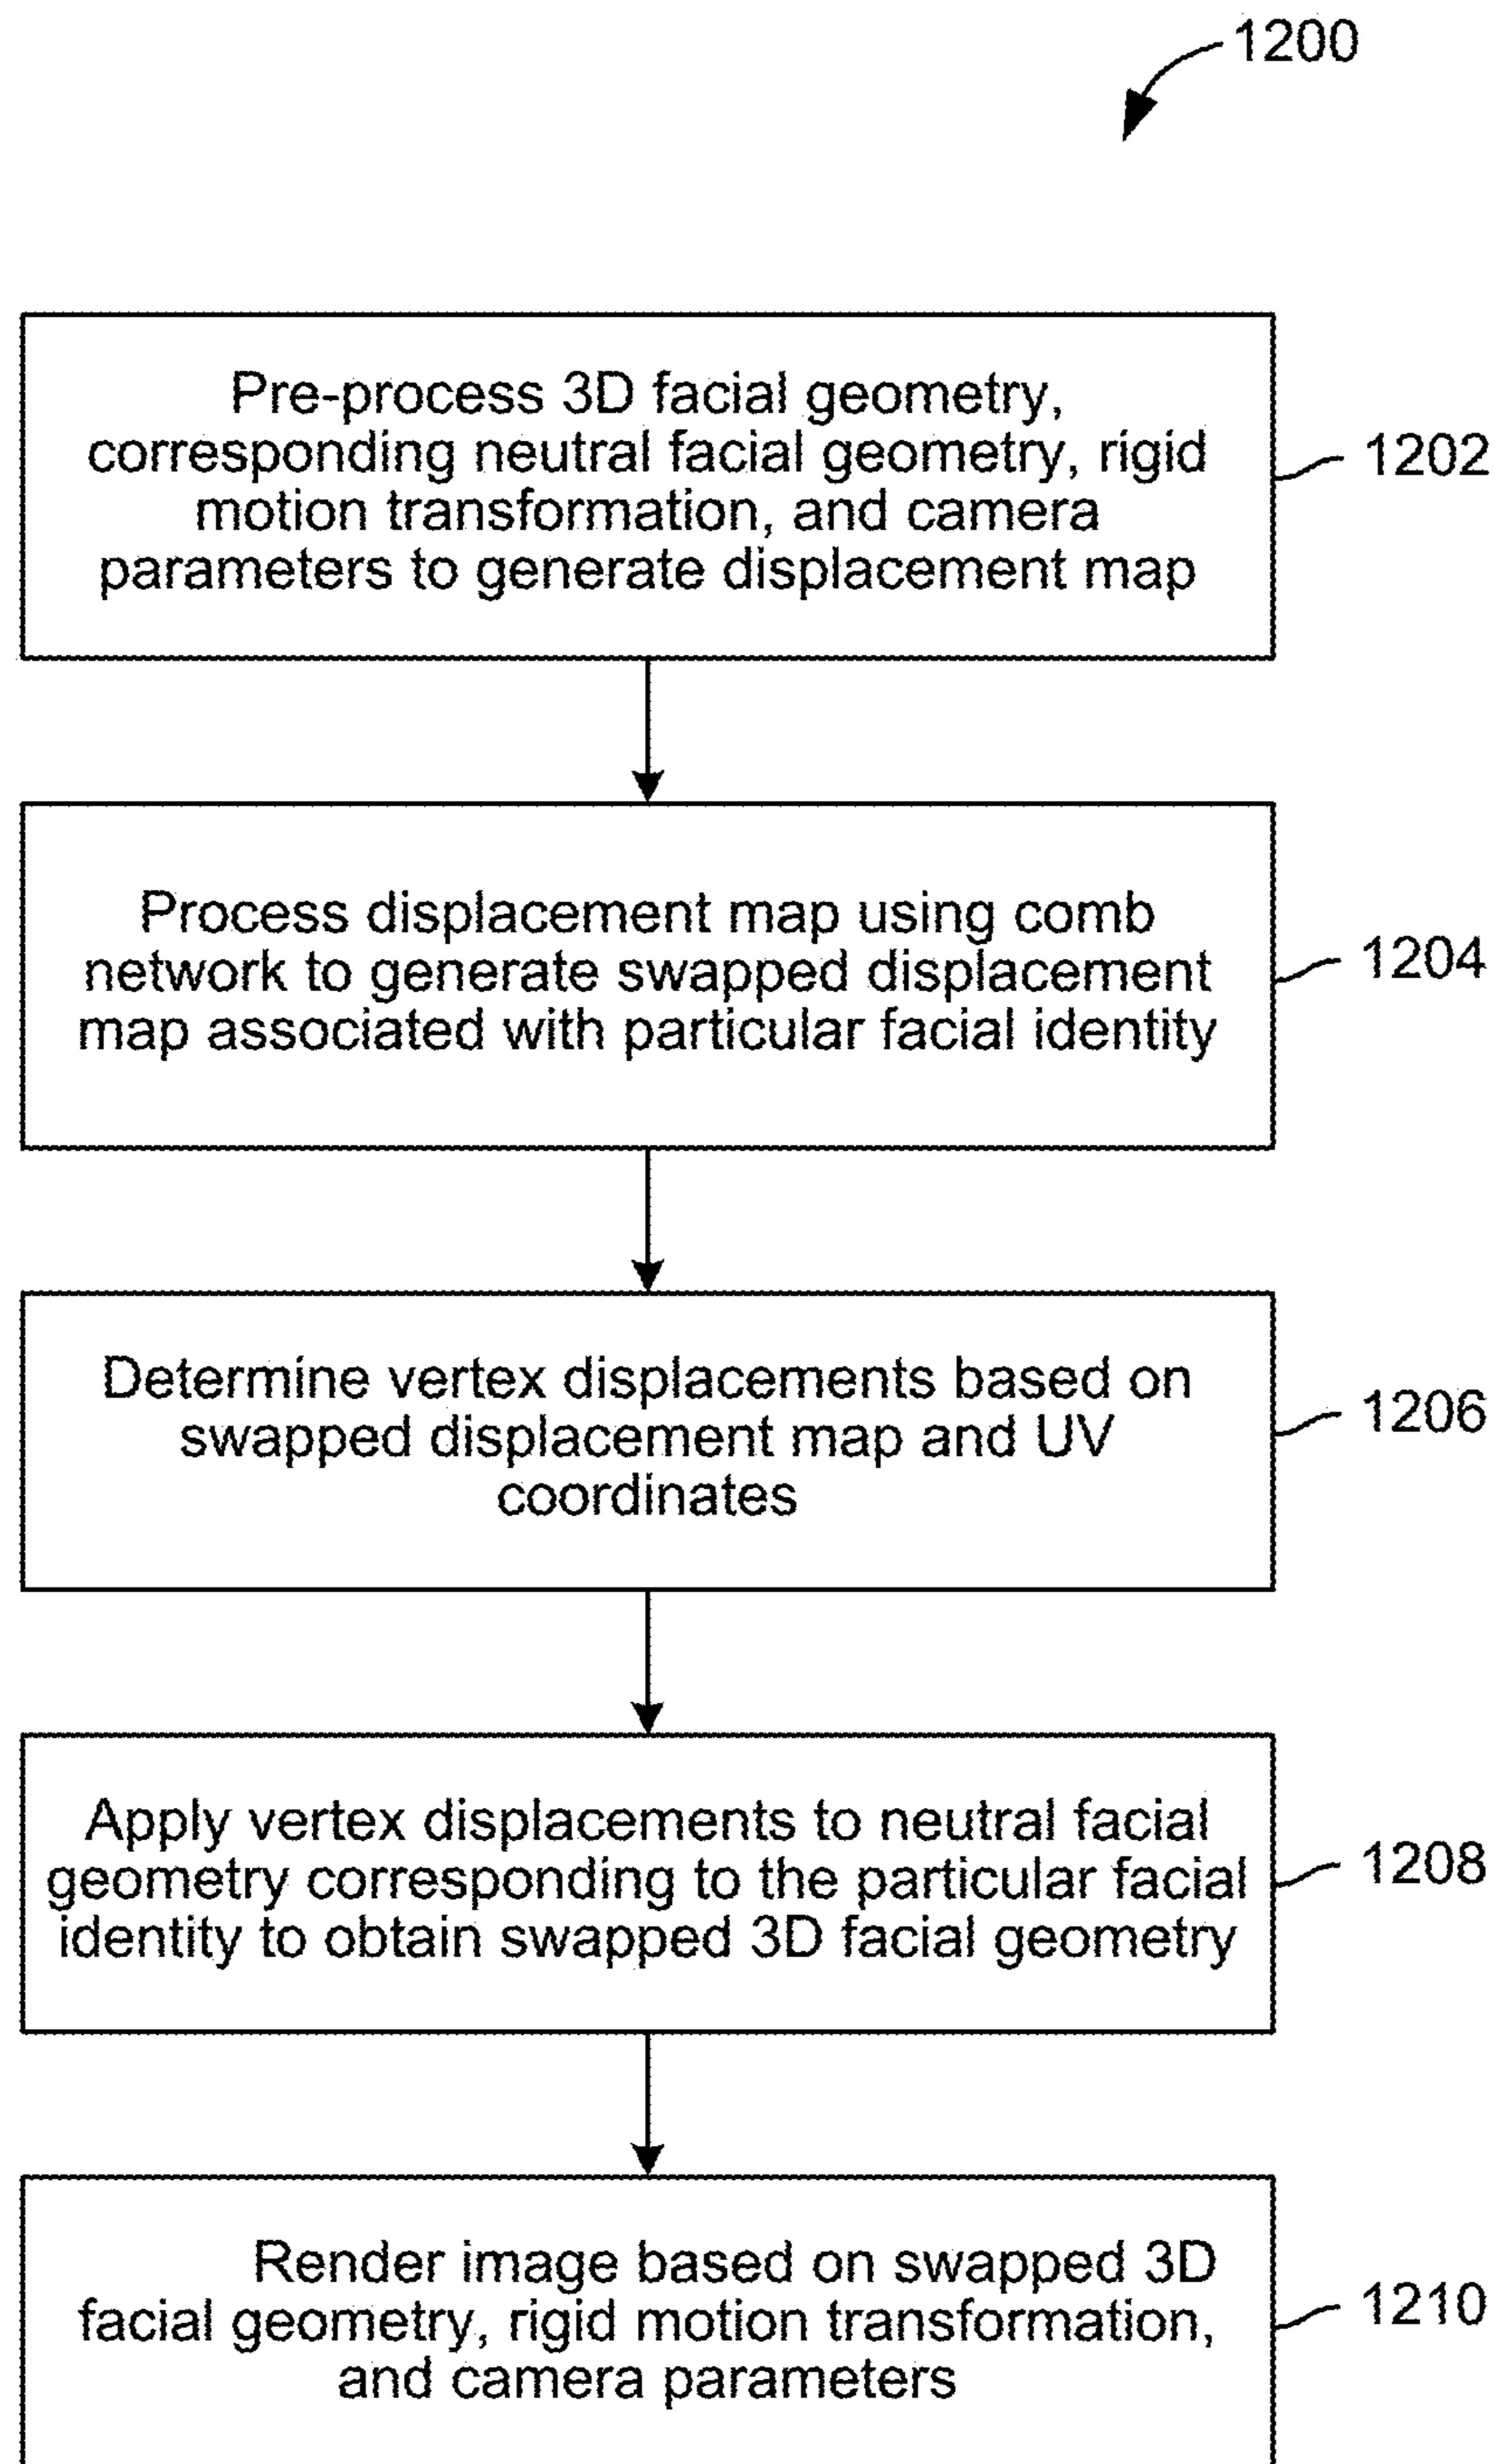 1200
Pre-process 3D facial geometry,
corresponding neutral facial geometry, rigid
motion transformation, and camera
parameters to generate displacement map
1202
Process displacement map using comb
network to generate swapped displacement
map associated with particular facial identity
1204
Determine vertex displacements based on
swapped displacement map and UV
coordinates
1206
Apply vertex displacements to neutral facial
geometry corresponding to the particular facial
identity to obtain swapped 3D facial geometry
1208
Render image based on swapped 3D
facial geometry, rigid motion transformation,
and camera parameters
1210